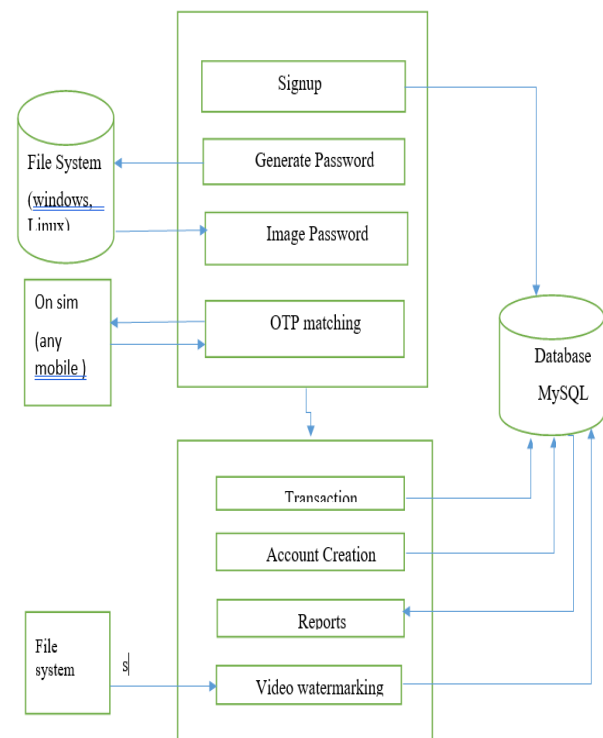 Signup
File System
(windows,
Linux)
Generate Password
Image Password
On sim
(any
mobile )
OTP matching
Database
MySQL
Transaction
Account Creation
Reports
File
system
s
Video watermarking